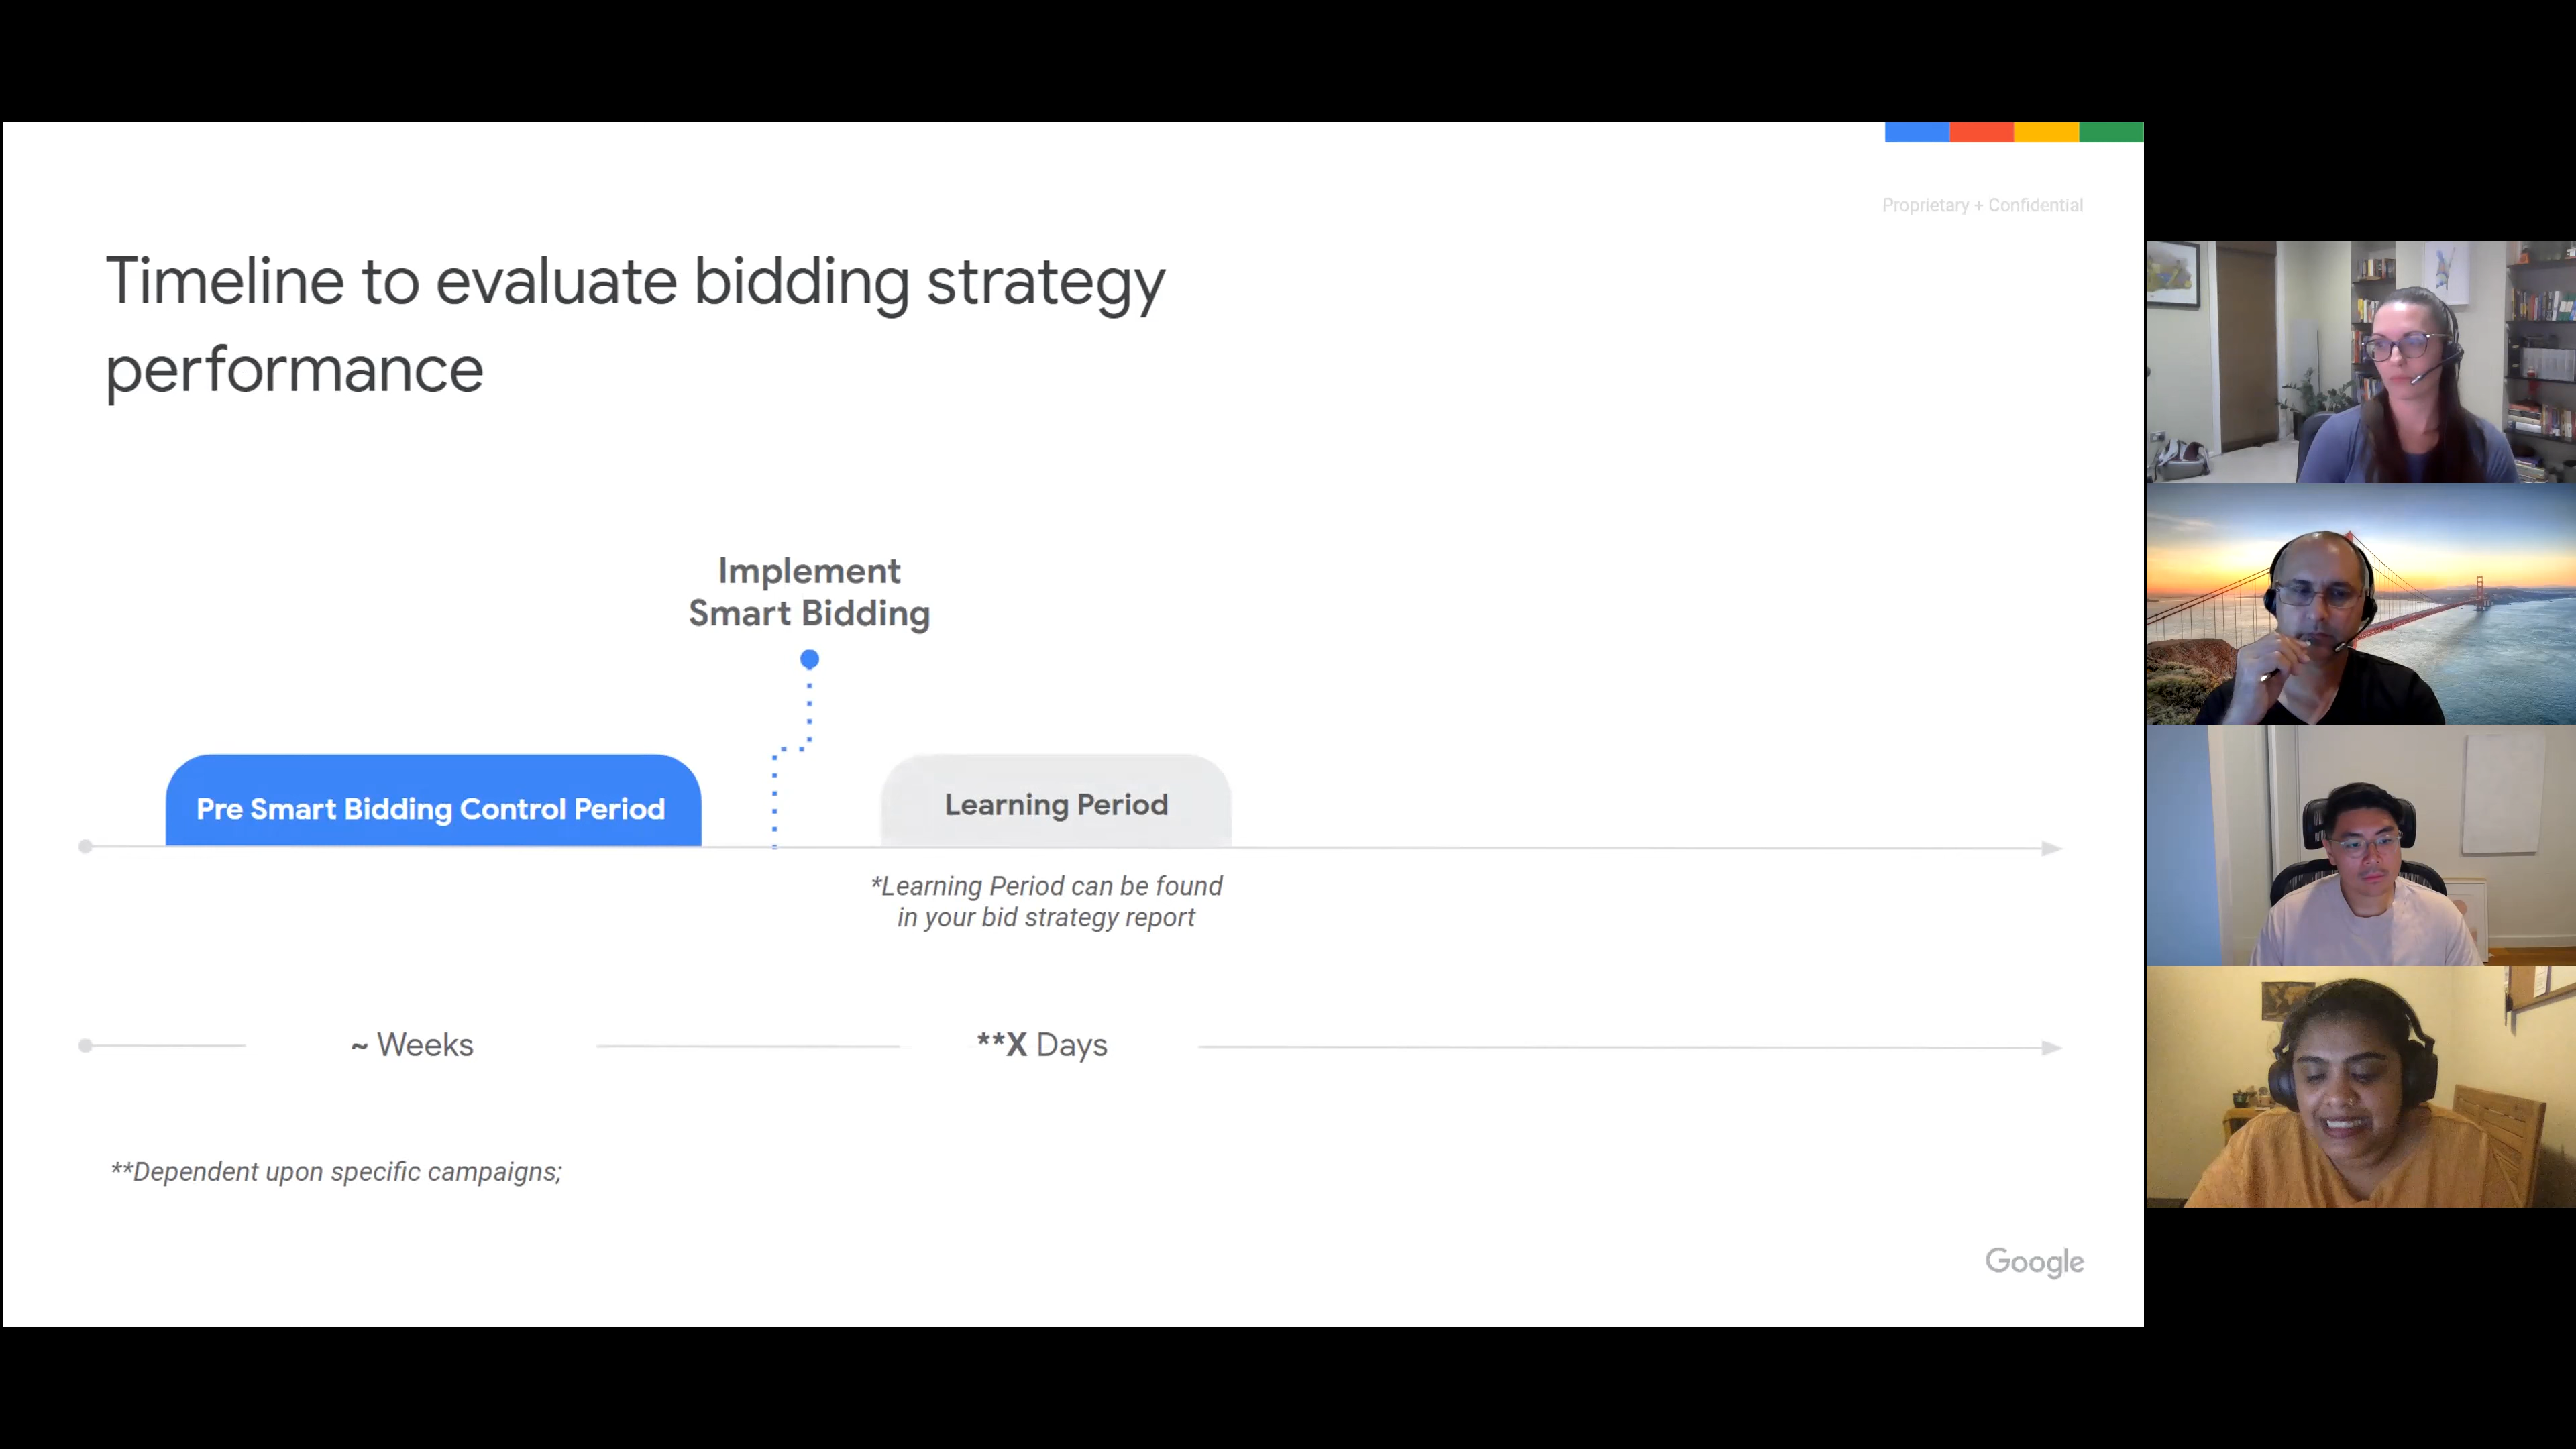 Proprietary + Confidential
Timeline to evaluate bidding strategy
performance
Implement
Smart Bidding
Pre Smart Bidding Control Period
Learning Period
*Learning Period can be found
in your bid strategy report
~ Weeks
**X Days
**Dependent upon specific campaigns;
Google